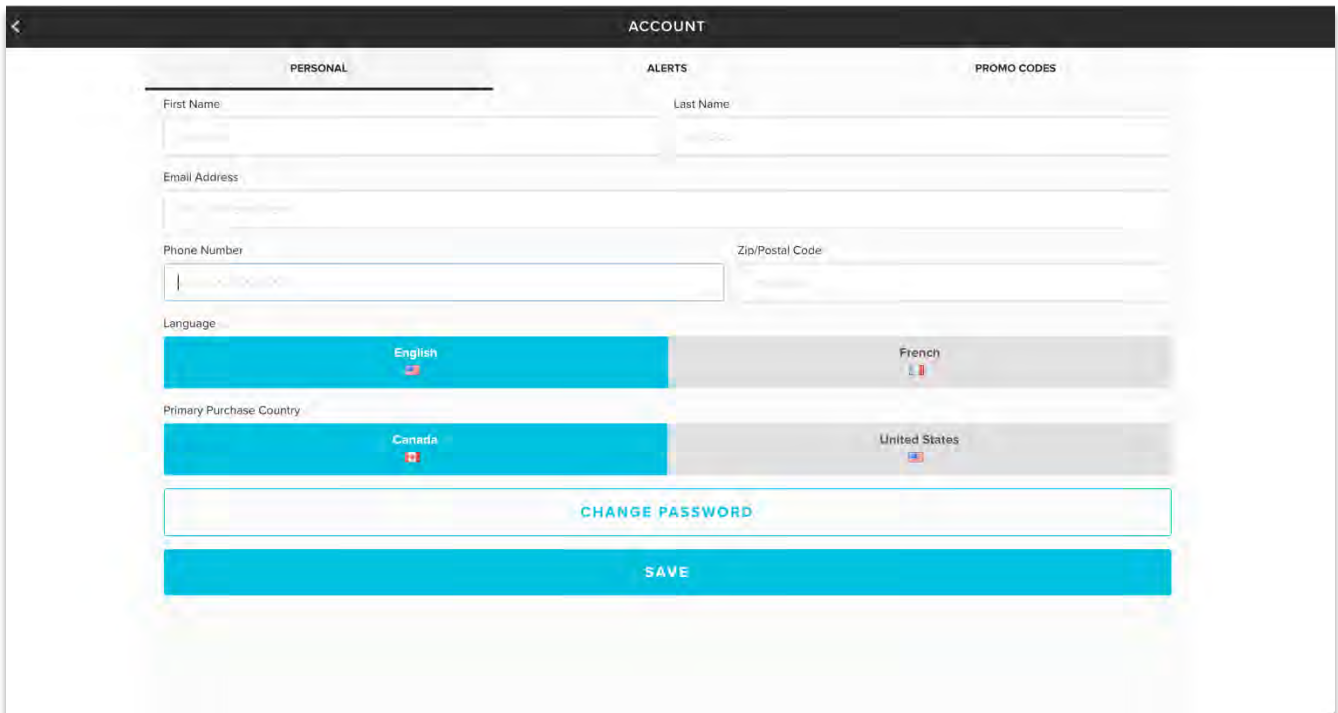 ACCOUNT
PERSONAL ALERTS PROMO CODES
First Name Last Name
Email Address
Phone Number Zip/Postal Code
Language
English French
Primary Purchase Country
Canada United States
CHANGE PASSWORD
SAVE